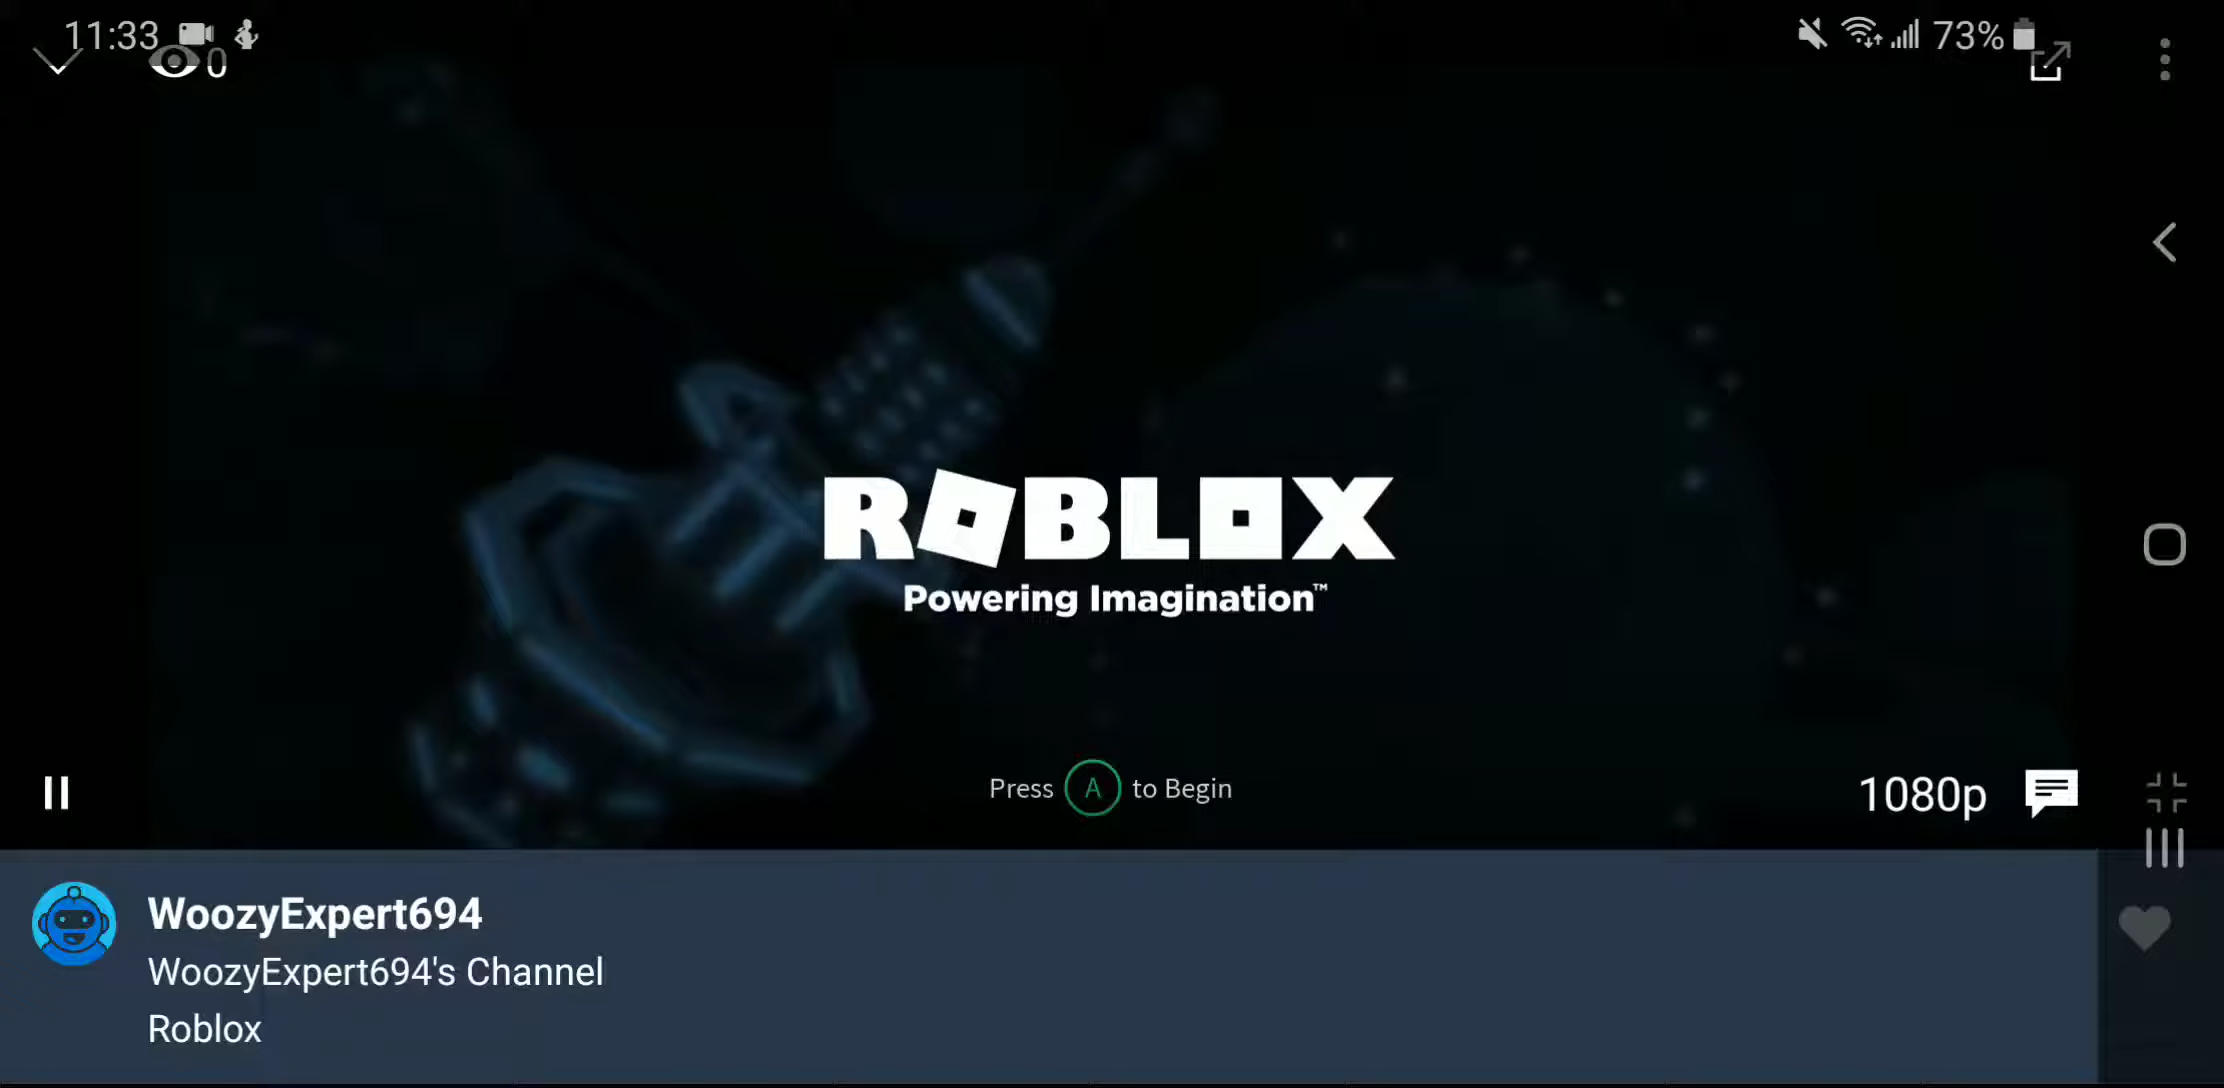 11:33
73%
0
ROBLOX
Powering Imagination™
Press A to Begin
1080p
WoozyExpert694
WoozyExpert694's Channel
Roblox